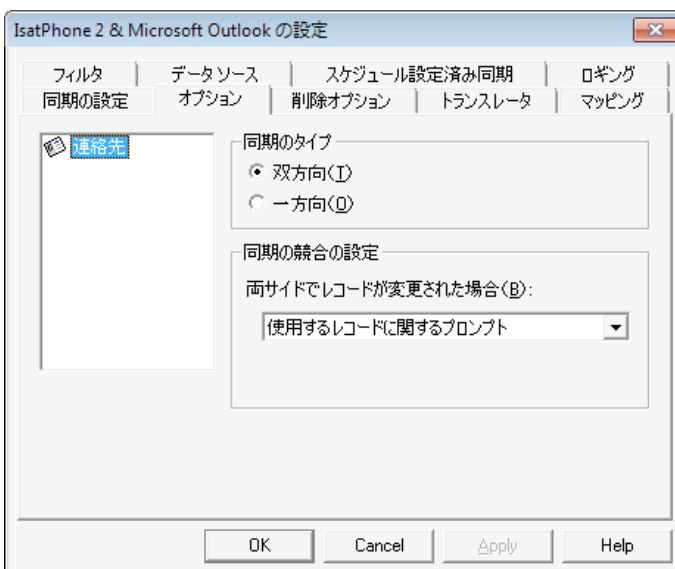 IsatPhone 2 & Microsoft Outlook の設定
フィルタ データソース スケジュール設定済み同期 ロギング
同期の設定 オプション 削除オプション トランスレータ マッピング
連絡先
同期のタイプ
双方向(T)
一方向(O)
同期の競合の設定
両サイドでレコードが変更された場合(B):
使用するレコードに関するプロンプト
OK Cancel Apply Help